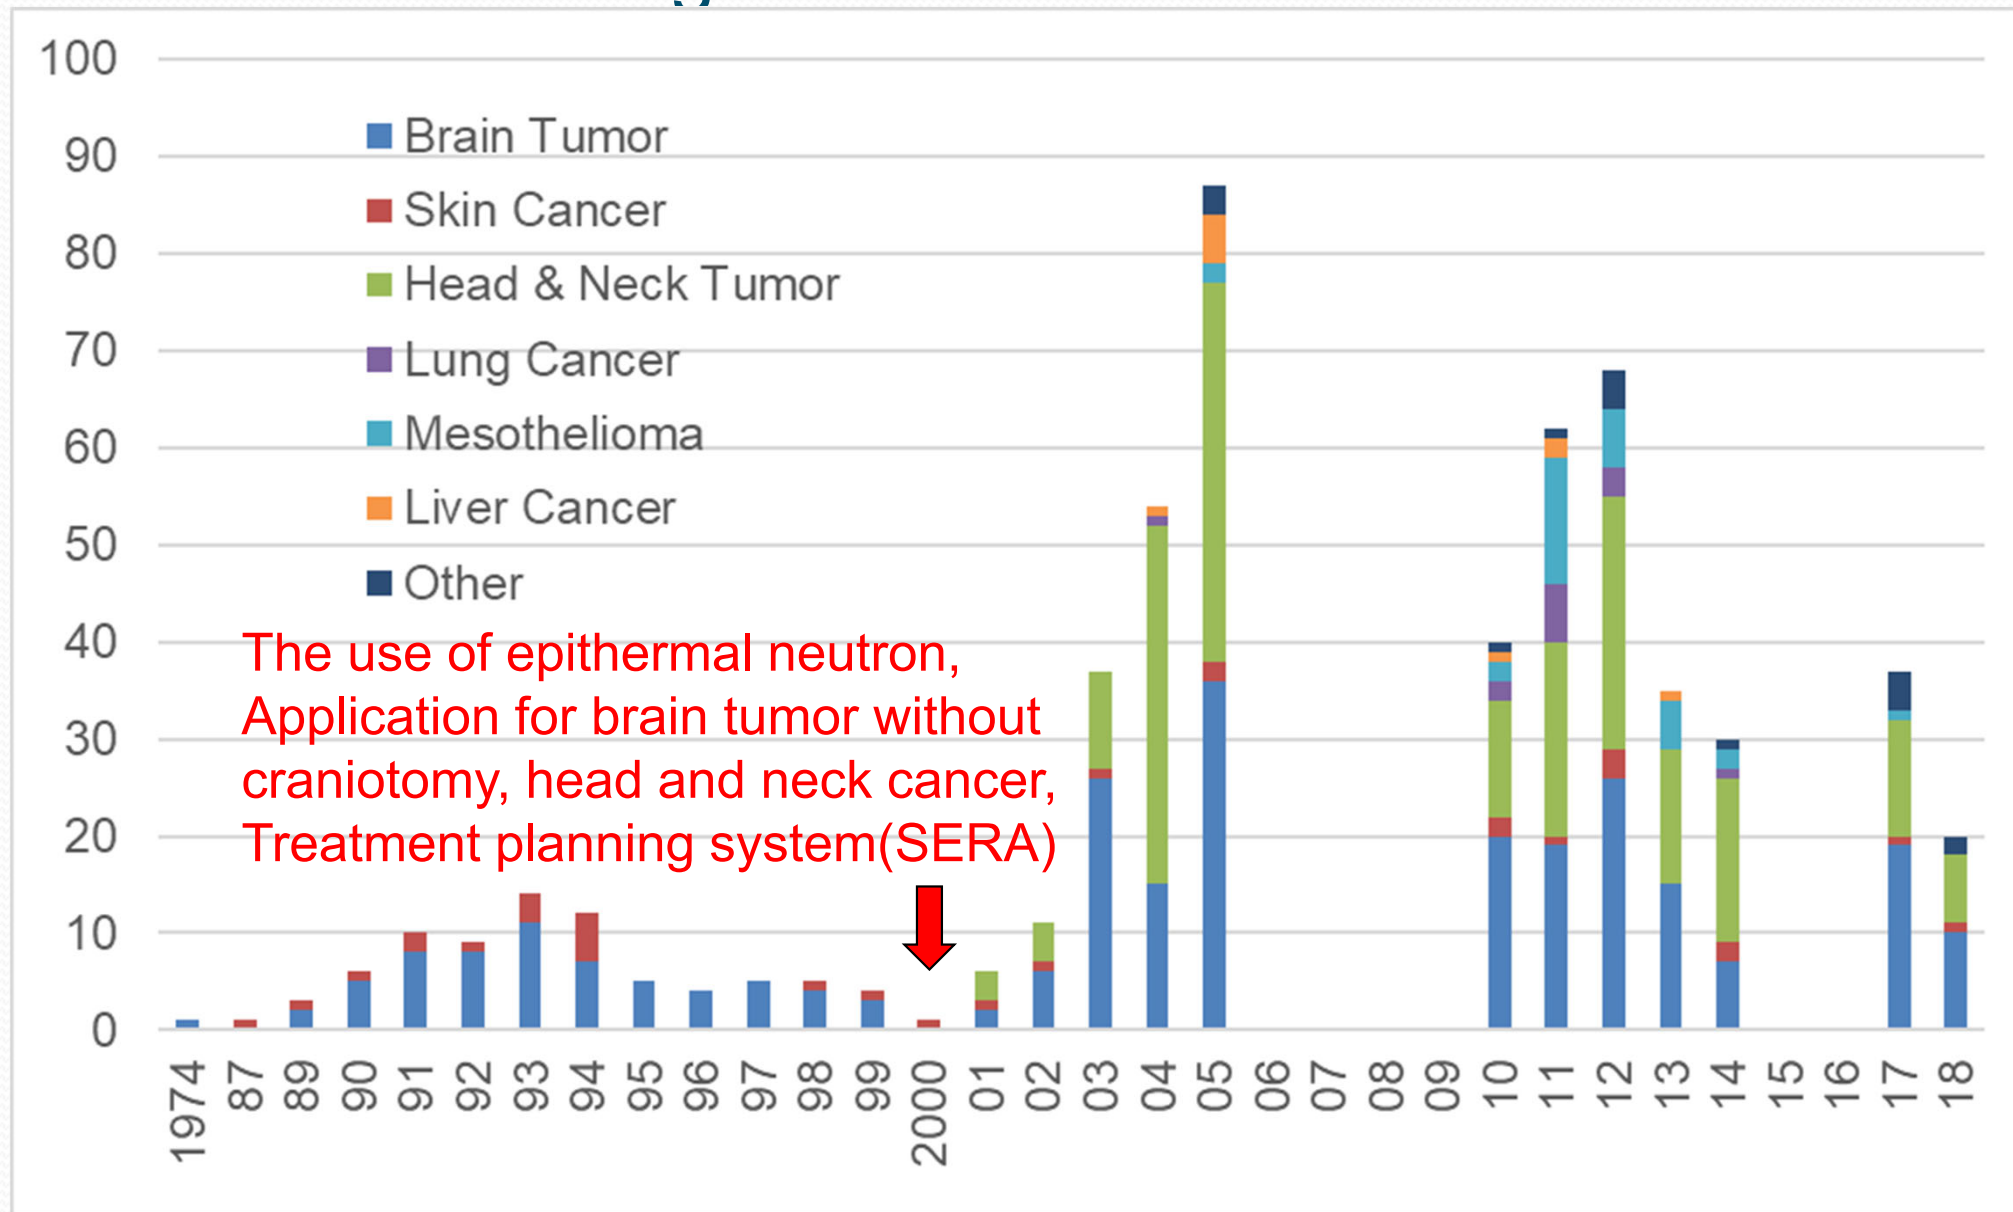 100
90
80
70
60
50
40
30
20
10
0
Brain Tumor
Skin Cancer
Head & Neck Tumor
Lung Cancer
Mesothelioma
Liver Cancer
Other
The use of epithermal neutron,
Application for brain tumor without
craniotomy, head and neck cancer,
Treatment planning system(SERA)
1974 87 89 90 91 92 93 94 95 96 97 98 99 2000 01 02 03 04 05 06 07 08 09 10 11 12 13 14 15 16 17 18